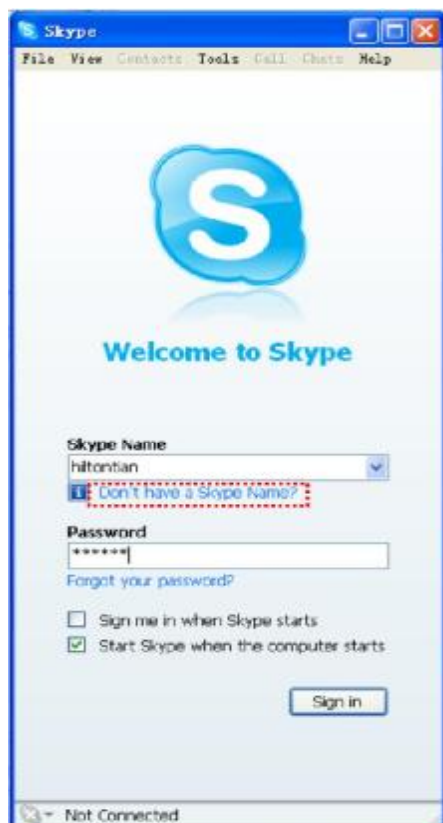 Skype
File View Contacts Tools Call Chats Help
S
Welcome to Skype
Skype Name
hiltontian
i Don't have a Skype Name?
Password
******
Forgot your password?
Sign me in when Skype starts
Start Skype when the computer starts
Sign in
Not Connected